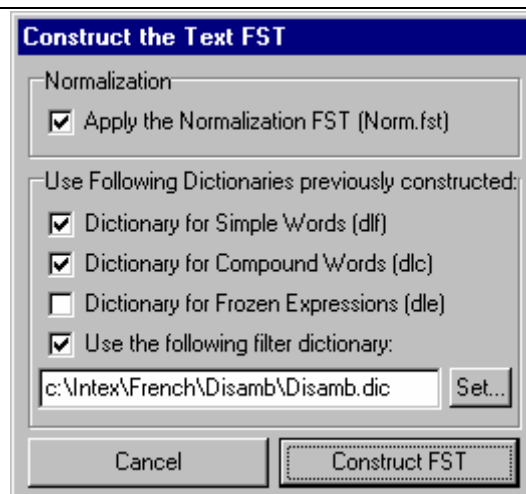 Construct the Text FST
Normalization
Apply the Normalization FST (Norm.fst)
Use Following Dictionaries previously constructed:
Dictionary for Simple Words (dlf)
Dictionary for Compound Words (dlc)
Dictionary for Frozen Expressions (dle)
Use the following filter dictionary:
c:\Intex\French\Disamb\Disamb.dic Set...
Cancel Construct FST